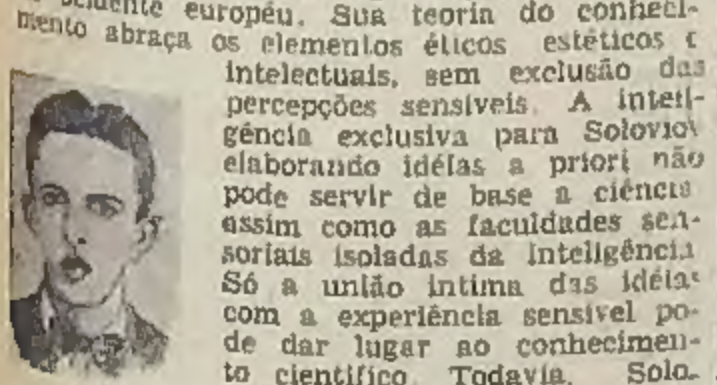 europeu. Sua teoria do conheci-
mento abraça os elementos éticos estéticos e
intelectuais, sem exclusão das
percepções sensíveis. A inteli-
gência exclusiva para Soloviov
elaborando idéias a priori não
pode servir de base a ciência
assim como as faculdades sen-
soriais isoladas da inteligência
Só a união intima das idéias
com a experiência sensivel po-
de dar lugar ao conhecimen-
to cientifico. Todavia Solo-